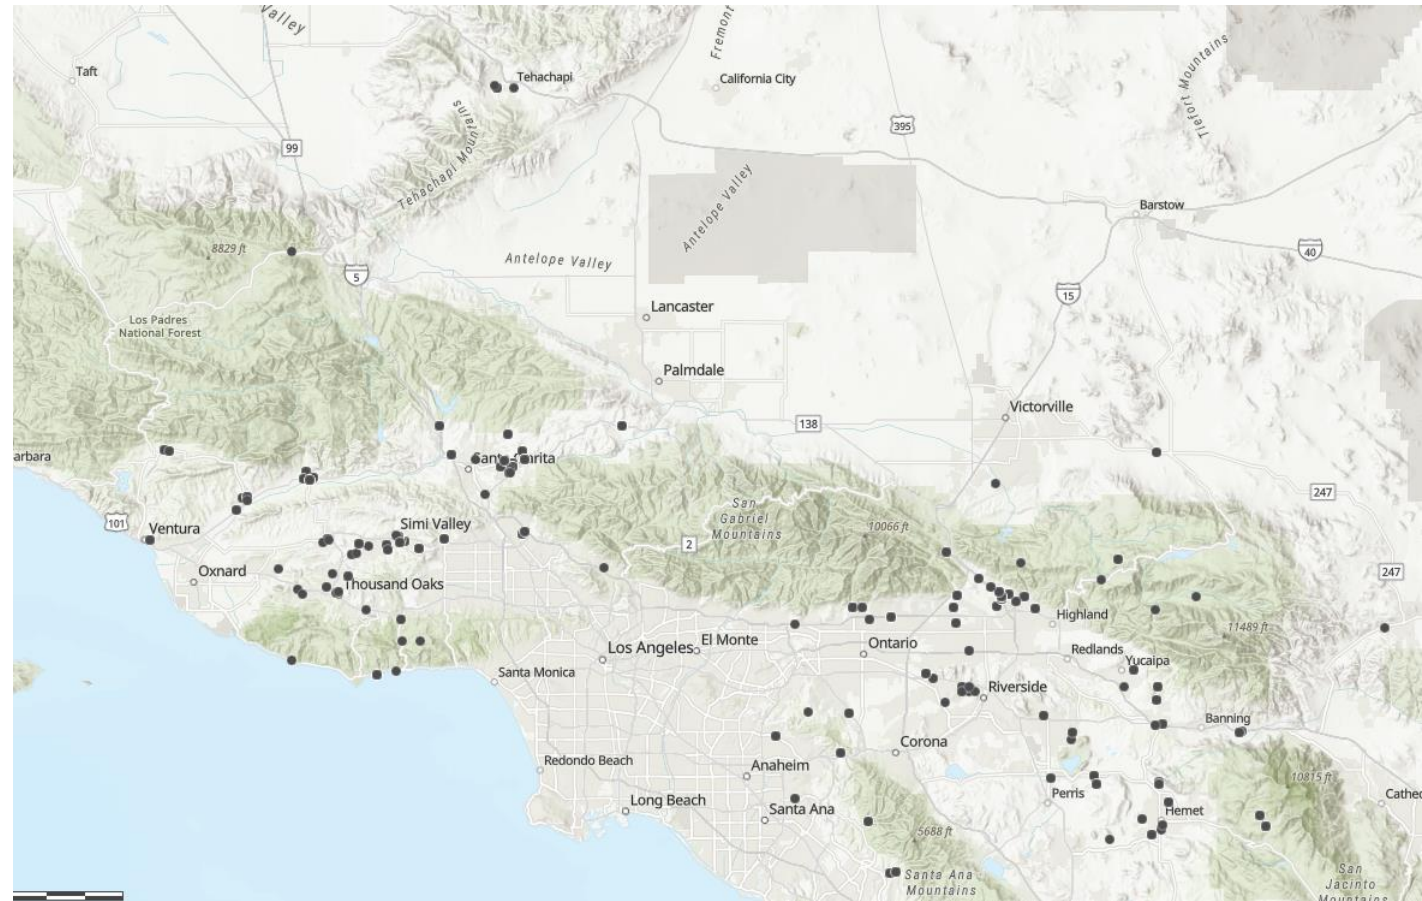 Valley
Fremont
Taft
Tehachapi
California City
Tiefort Mountains
395
99
Tehachapi Mountains
Antelope Valley
Barstow
8829 ft
5
Antelope Valley
40
15
Lancaster
Los Padres
National Forest
Palmdale
Victorville
138
arbara
Santa Clarita
247
San
Gabriel
Mountains
101
Ventura
Simi Valley
10066 ft
2
Oxnard
Thousand Oaks
247
Highland
11489 ft
Los Angeles
El Monte
Ontario
Redlands
Yucaipa
Santa Monica
Riverside
Banning
Corona
Redondo Beach
Anaheim
10815 ft
Long Beach
Santa Ana
Perris
Hemet
Cathed
5688 ft
Santa Ana
Mountains
San
Jacinto
Mountains